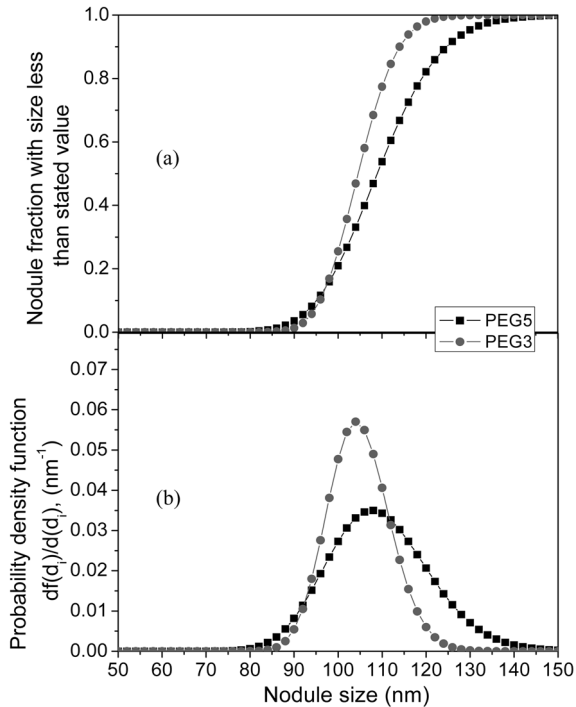 1.0
0.8
0.6
0.4
0.2
0.0
Nodule fraction with size less
than stated value
(a)
PEG5
PEG3
0.07
0.06
0.05
0.04
0.03
0.02
0.01
0.00
Probability density function
df(d_i)/d(d_i), (nm^-1)
(b)
50 60 70 80 90 100 110 120 130 140 150
Nodule size (nm)